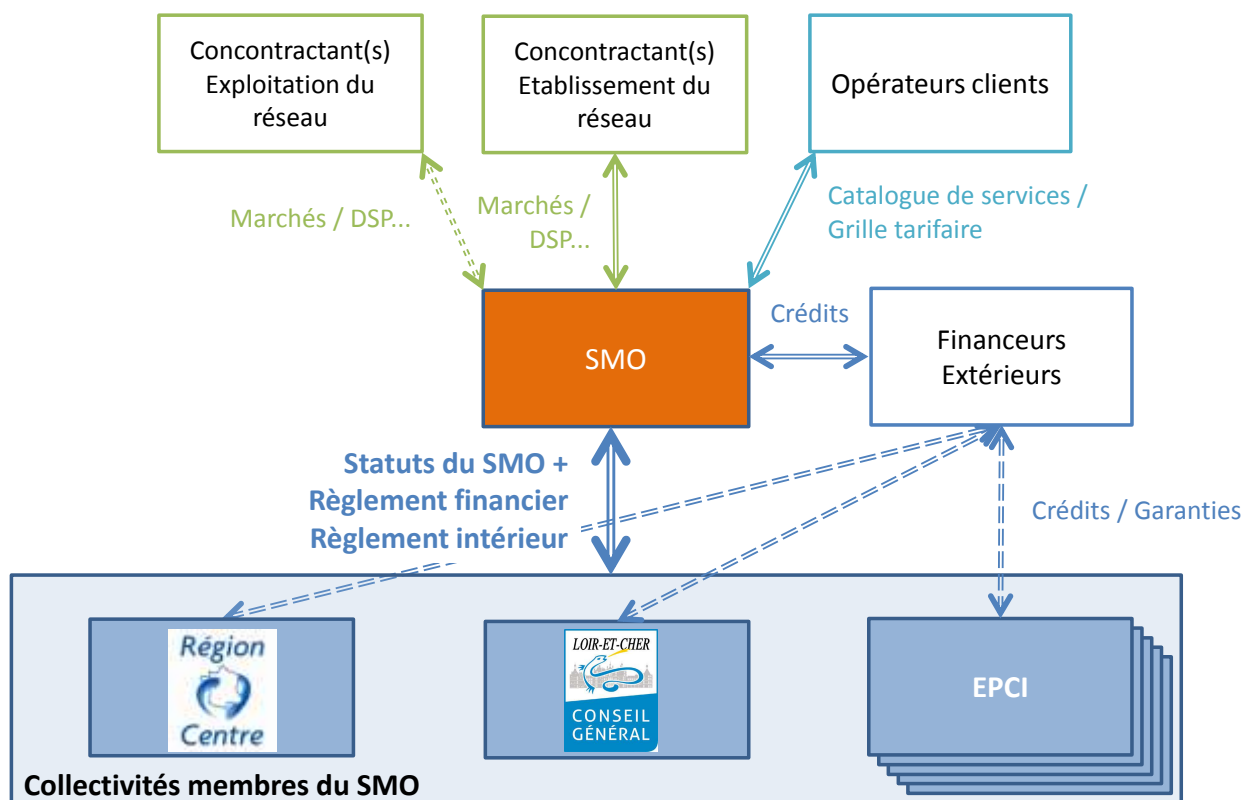 Concontractant(s)
Exploitation du
réseau
Concontractant(s)
Etablissement du
réseau
Opérateurs clients
Marchés / DSP...
Marchés /
DSP...
Catalogue de services /
Grille tarifaire
SMO
Crédits
Financeurs
Extérieurs
Statuts du SMO +
Règlement financier
Règlement intérieur
Crédits / Garanties
Région
Centre
LOIR-ET-CHER
CONSEIL
GÉNÉRAL
EPCI
Collectivités membres du SMO